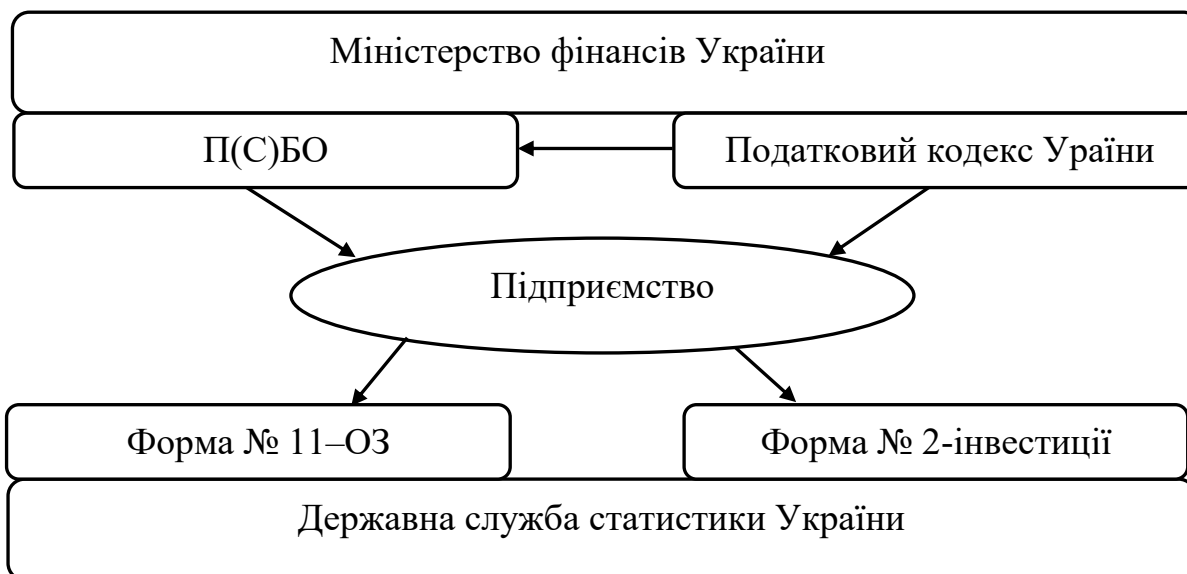 Міністерство фінансів України
П(С)БО
Податковий кодекс Ураїни
Підприємство
Форма № 11–ОЗ
Форма № 2-інвестиції
Державна служба статистики України